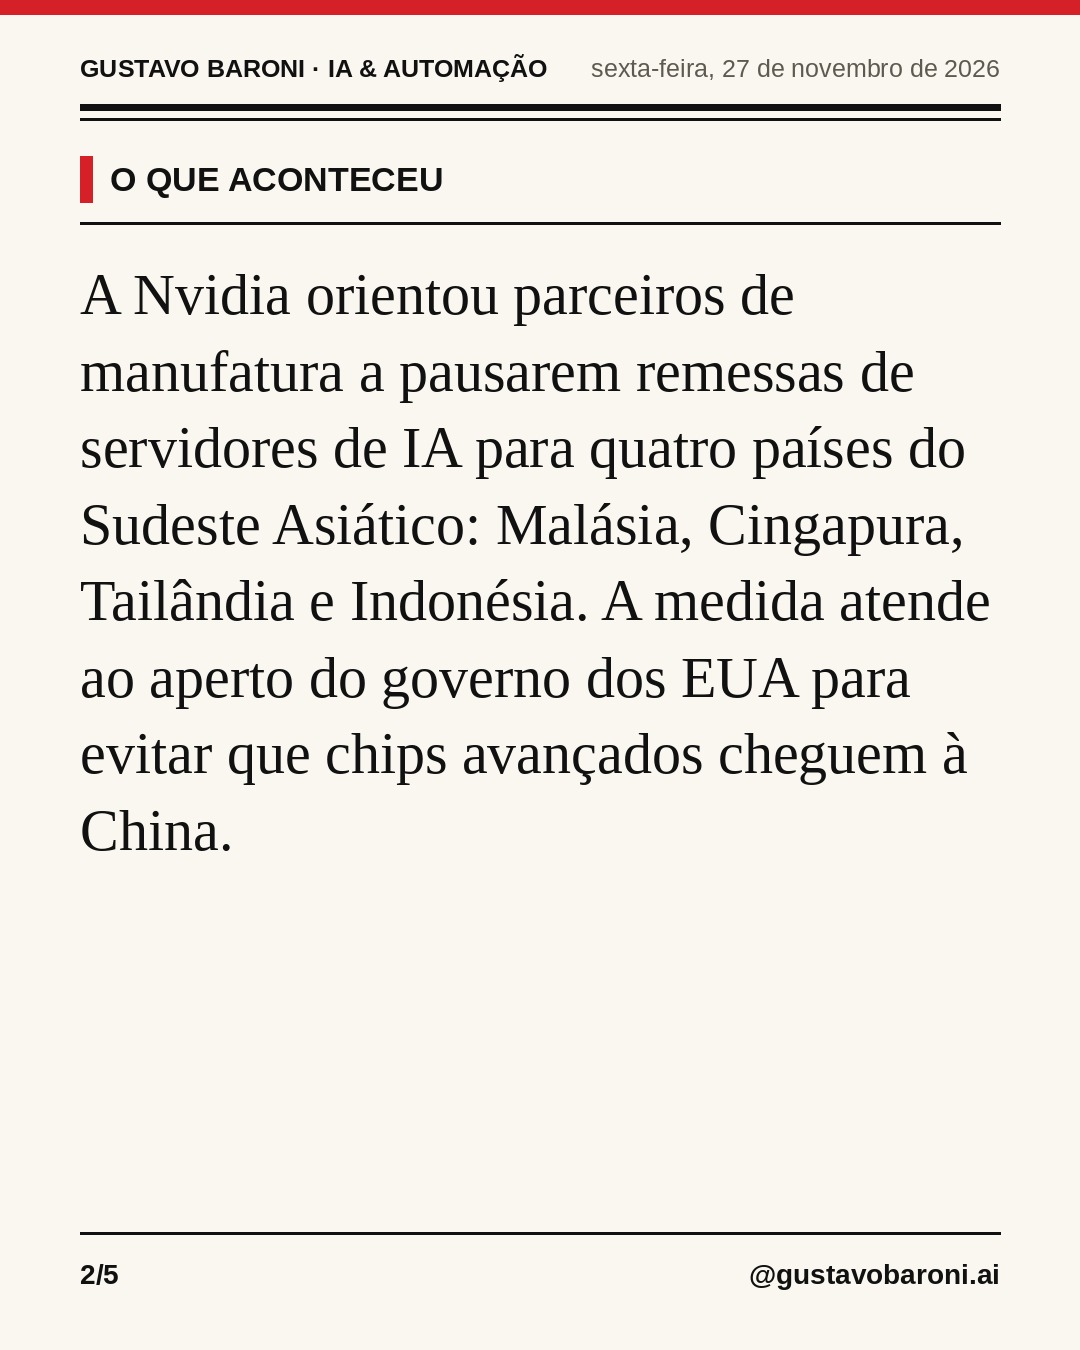 GUSTAVO BARONI · IA & AUTOMAÇÃO
sexta-feira, 27 de novembro de 2026
O QUE ACONTECEU
A Nvidia orientou parceiros de
manufatura a pausarem remessas de
servidores de IA para quatro países do
Sudeste Asiático: Malásia, Cingapura,
Tailândia e Indonésia. A medida atende
ao aperto do governo dos EUA para
evitar que chips avançados cheguem à
China.
2/5
@gustavobaroni.ai